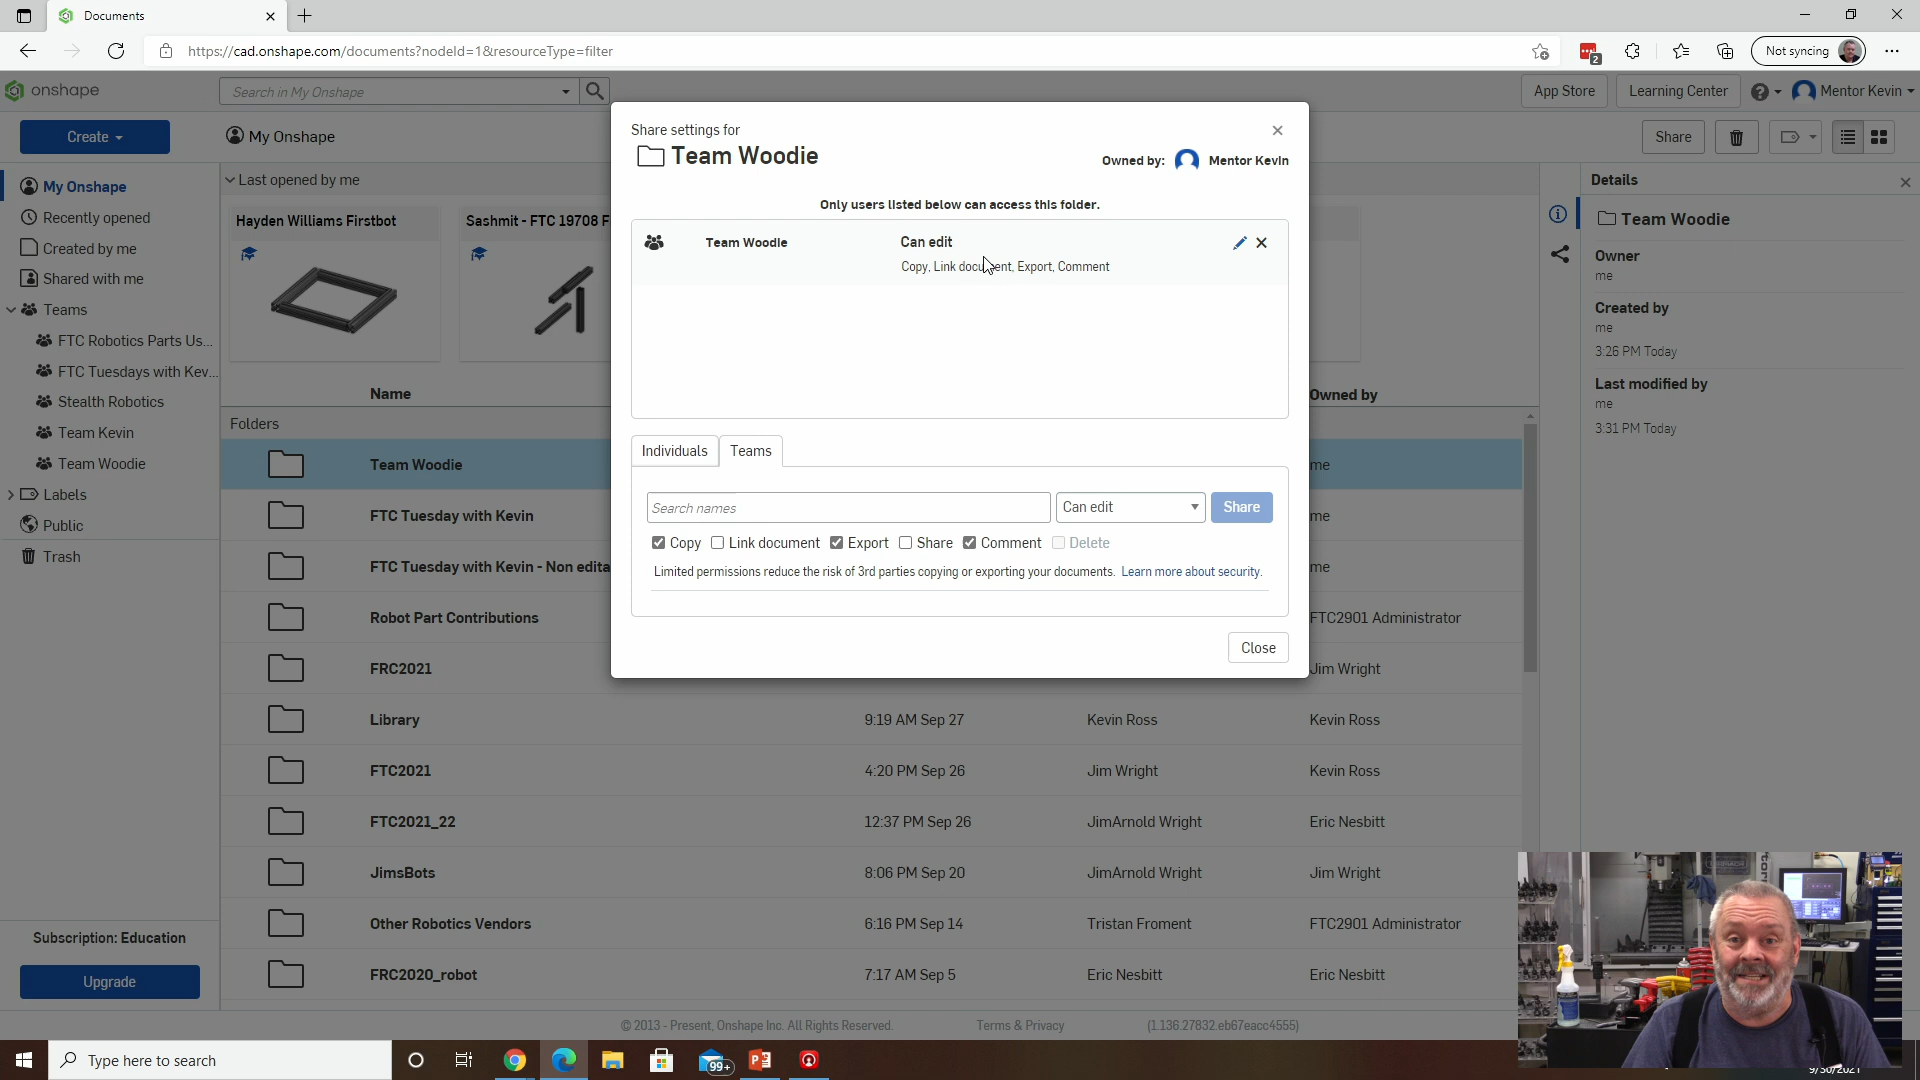 Documents
https://cad.onshape.com/documents?nodeId=1&resourceType=filter
2
Not syncing
onshape
Search in My Onshape
App Store
Learning Center
Mentor Kevin
Create
My Onshape
Share
My Onshape
Recently opened
Created by me
Shared with me
Teams
FTC Robotics Parts Us...
FTC Tuesdays with Kev...
Stealth Robotics
Team Kevin
Team Woodie
Labels
Public
Trash
Subscription: Education
Upgrade
Last opened by me
Hayden Williams Firstbot
Sashmit - FTC 19708 F
Name
Owned by
Folders
Team Woodie me
FTC Tuesday with Kevin me
FTC Tuesday with Kevin - Non edita me
Robot Part Contributions FTC2901 Administrator
FRC2021 Jim Wright
Library 9:19 AM Sep 27 Kevin Ross Kevin Ross
FTC2021 4:20 PM Sep 26 Jim Wright Kevin Ross
FTC2021_22 12:37 PM Sep 26 JimArnold Wright Eric Nesbitt
JimsBots 8:06 PM Sep 20 JimArnold Wright Jim Wright
Other Robotics Vendors 6:16 PM Sep 14 Tristan Froment FTC2901 Administrator
FRC2020_robot 7:17 AM Sep 5 Eric Nesbitt Eric Nesbitt
Share settings for
Team Woodie
Owned by: Mentor Kevin
Only users listed below can access this folder.
Team Woodie Can edit
Copy, Link document, Export, Comment
Individuals Teams
Search names Can edit Share
Copy Link document Export Share Comment Delete
Limited permissions reduce the risk of 3rd parties copying or exporting your documents. Learn more about security.
Close
Details
Team Woodie
Owner
me
Created by
me
3:26 PM Today
Last modified by
me
3:31 PM Today
© 2013 - Present, Onshape Inc. All Rights Reserved. Terms & Privacy (1.136.27832.eb67eacc4555)
Type here to search
99+
9/30/2021